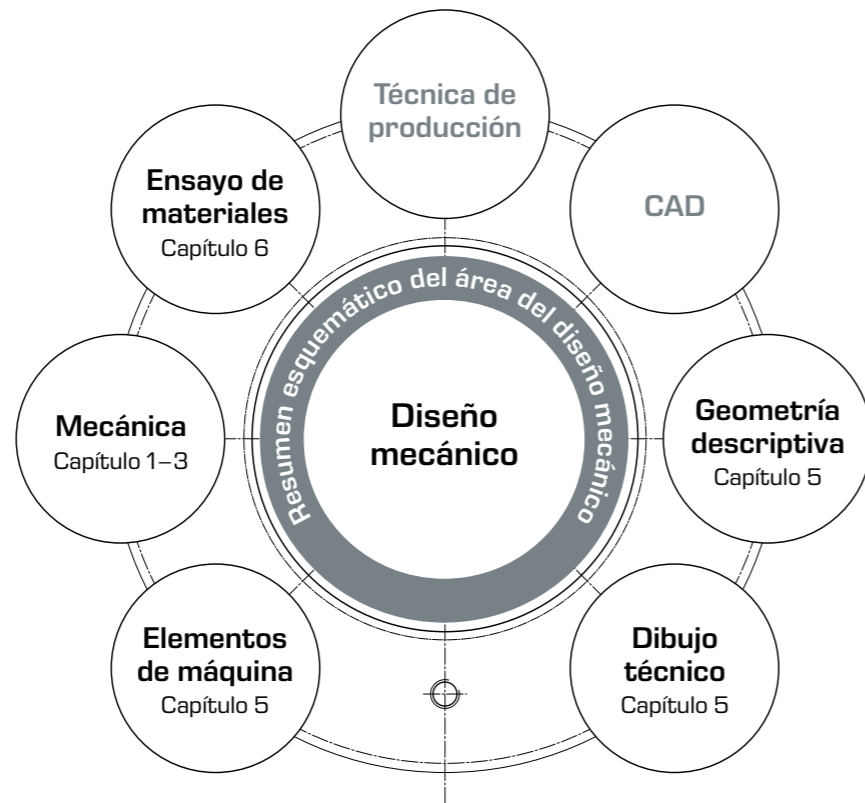 Técnica de
producción
CAD
Ensayo de
materiales
Capítulo 6
Resumen esquemático del área del diseño mecánico
Diseño
mecánico
Mecánica
Capítulo 1–3
Geometría
descriptiva
Capítulo 5
Elementos
de máquina
Capítulo 5
Dibujo
técnico
Capítulo 5